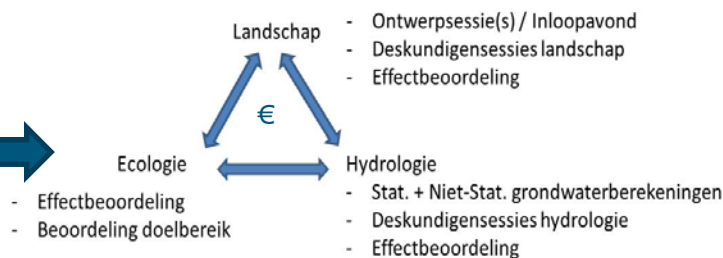 Landschap
- Ontwerpsessie(s) / Inloopavond
- Deskundigensessies landschap
- Effectbeoordeling
€
Ecologie
- Effectbeoordeling
- Beoordeling doelbereik
Hydrologie
- Stat. + Niet-Stat. grondwaterberekeningen
- Deskundigensessies hydrologie
- Effectbeoordeling